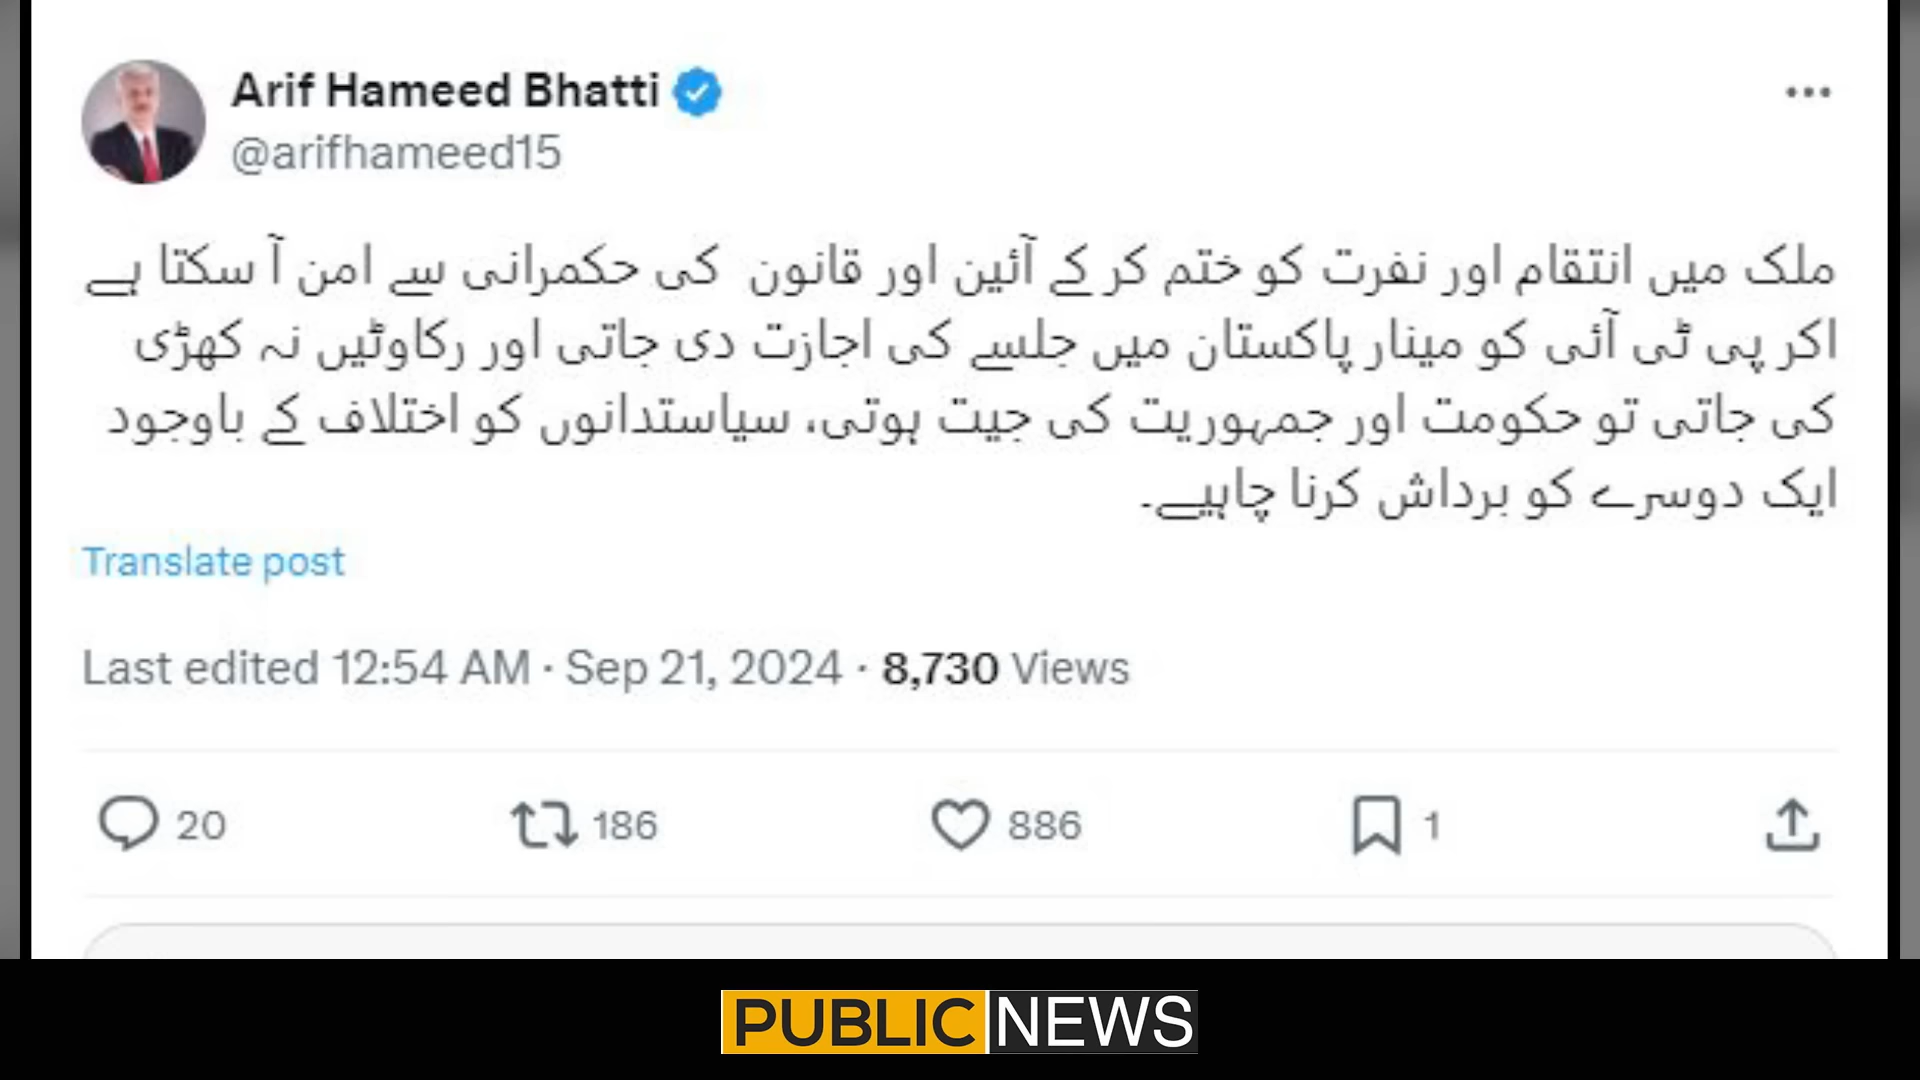 Arif Hameed Bhatti
@arifhameed15
ملک میں انتقام اور نفرت کو ختم کر کے آئین اور قانون کی حکمرانی سے امن آ سکتا ہے
اکر پی ٹی آئی کو مینار پاکستان میں جلسے کی اجازت دی جاتی اور رکاوٹیں نہ کھڑی
کی جاتی تو حکومت اور جمہوریت کی جیت ہوتی، سیاستدانوں کو اختلاف کے باوجود
ایک دوسرے کو برداش کرنا چاہیے۔
Translate post
Last edited 12:54 AM · Sep 21, 2024 · 8,730 Views
20 186 886 1
PUBLIC NEWS